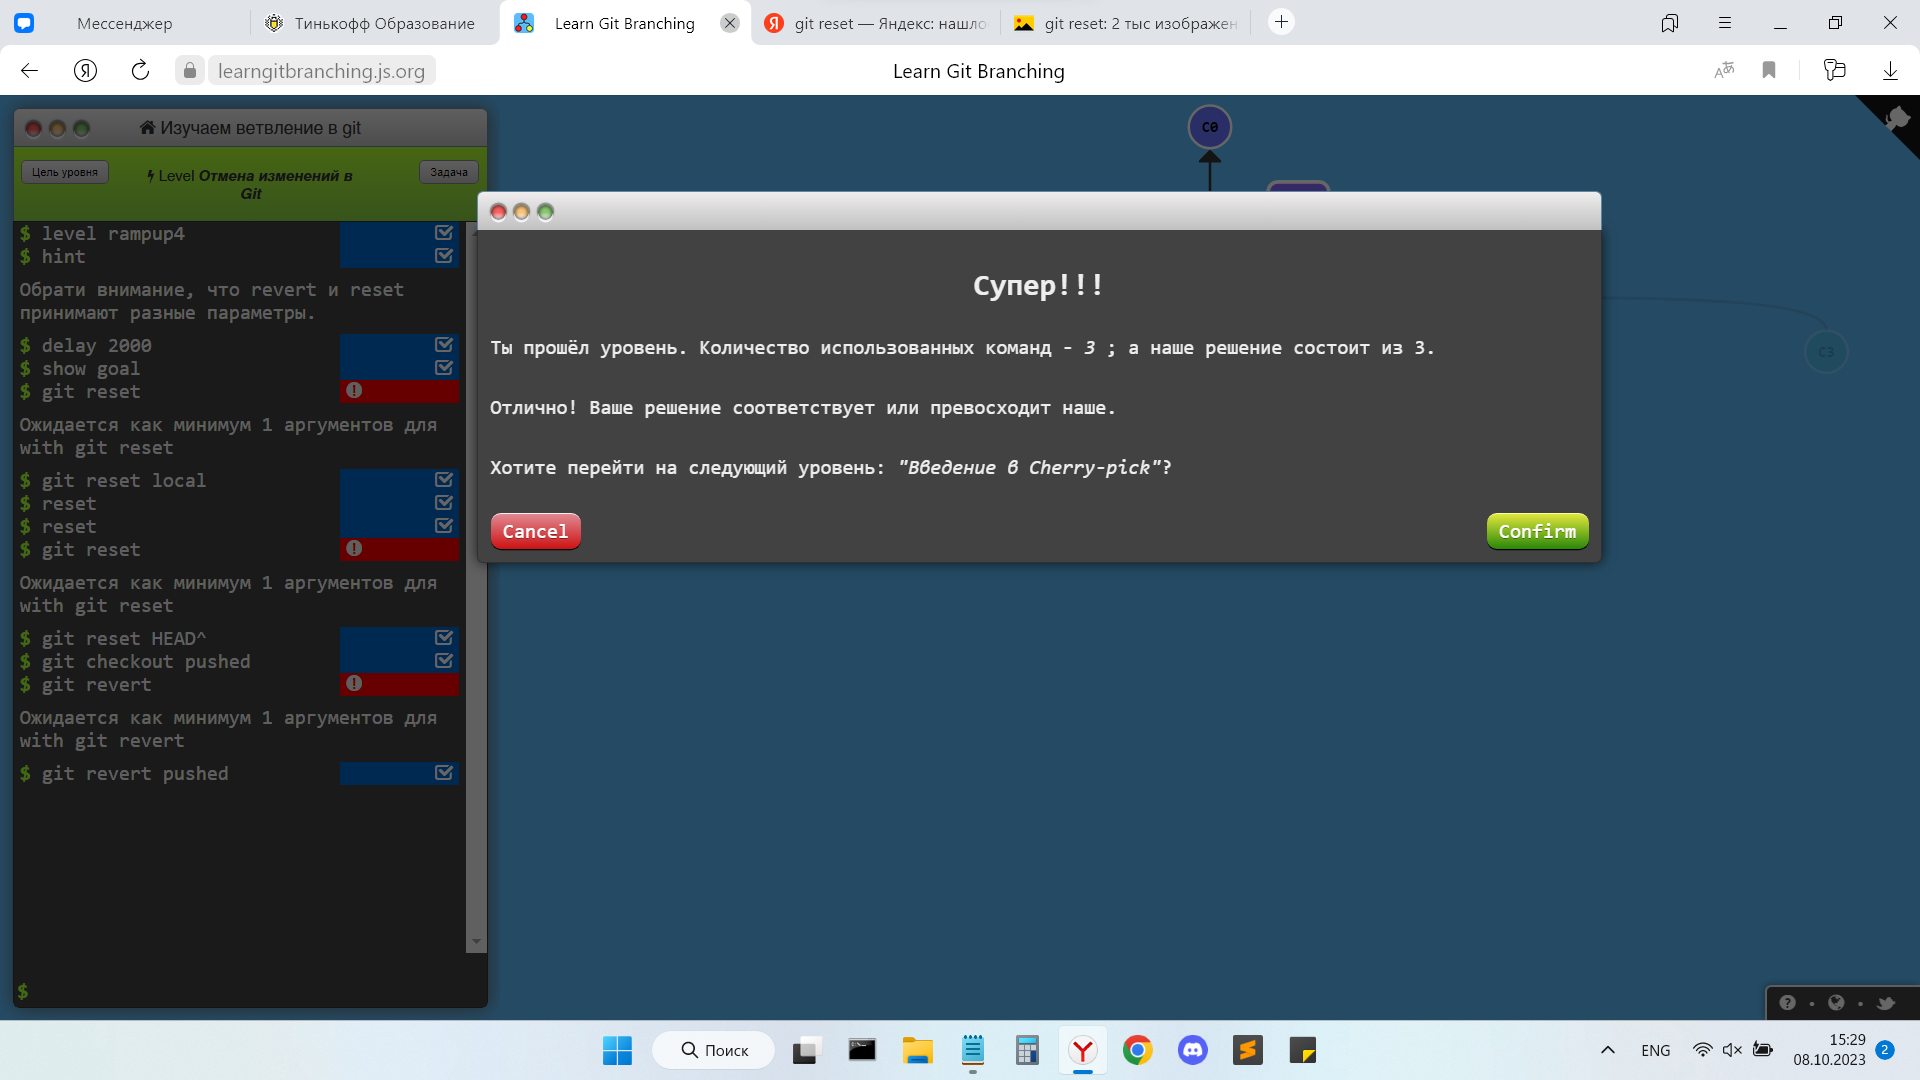 Мессенджер
Тинькофф Образование
Learn Git Branching
git reset — Яндекс: нашло
git reset: 2 тыс изображен
learngitbranching.js.org
Learn Git Branching
Изучаем ветвление в git
Цель уровня
Level Отмена изменений в
Git
Задача
$ level rampup4
$ hint
Обрати внимание, что revert и reset
принимают разные параметры.
$ delay 2000
$ show goal
$ git reset
Ожидается как минимум 1 аргументов для
with git reset
$ git reset local
$ reset
$ reset
$ git reset
Ожидается как минимум 1 аргументов для
with git reset
$ git reset HEAD^
$ git checkout pushed
$ git revert
Ожидается как минимум 1 аргументов для
with git revert
$ git revert pushed
$
C0
C3
Супер!!!
Ты прошёл уровень. Количество использованных команд - 3 ; а наше решение состоит из 3.
Отлично! Ваше решение соответствует или превосходит наше.
Хотите перейти на следующий уровень: "Введение в Cherry-pick"?
Cancel
Confirm
Поиск
ENG
15:29
08.10.2023
2